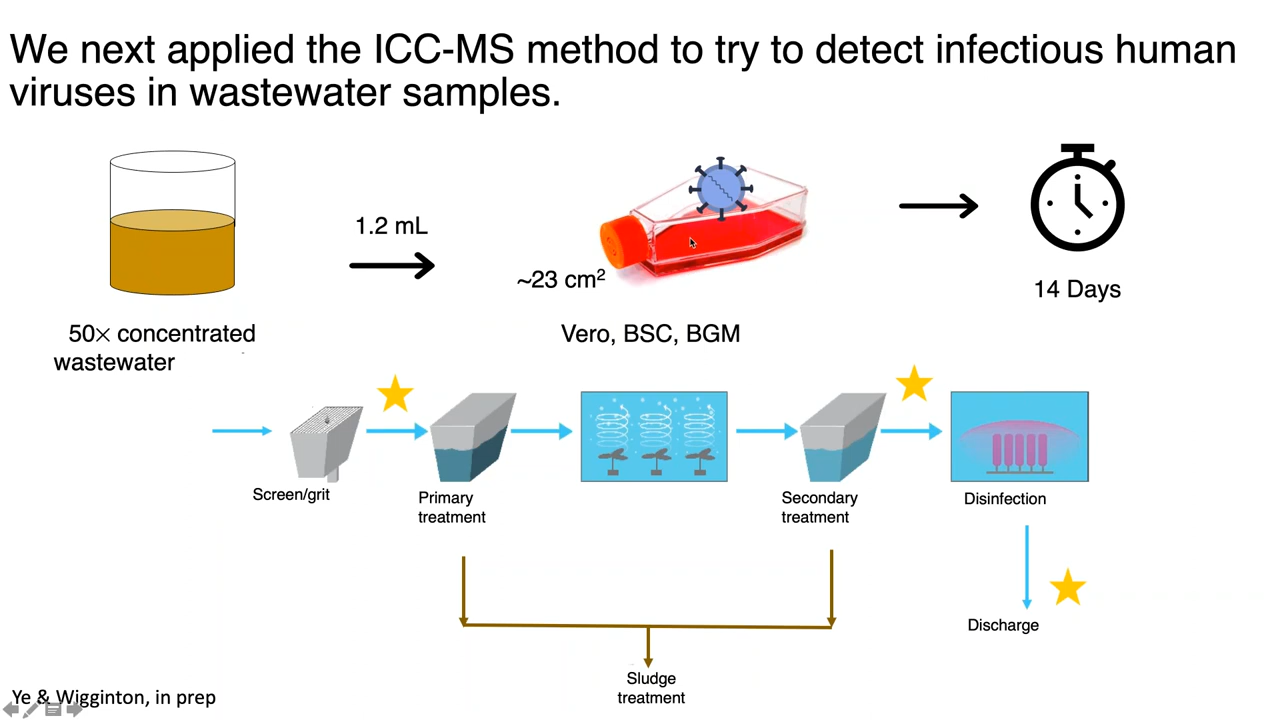 We next applied the ICC-MS method to try to detect infectious human
viruses in wastewater samples.
1.2 mL
~23 cm²
14 Days
50× concentrated
wastewater
Vero, BSC, BGM
Screen/grit
Primary
treatment
Secondary
treatment
Disinfection
Discharge
Sludge
treatment
Ye & Wigginton, in prep